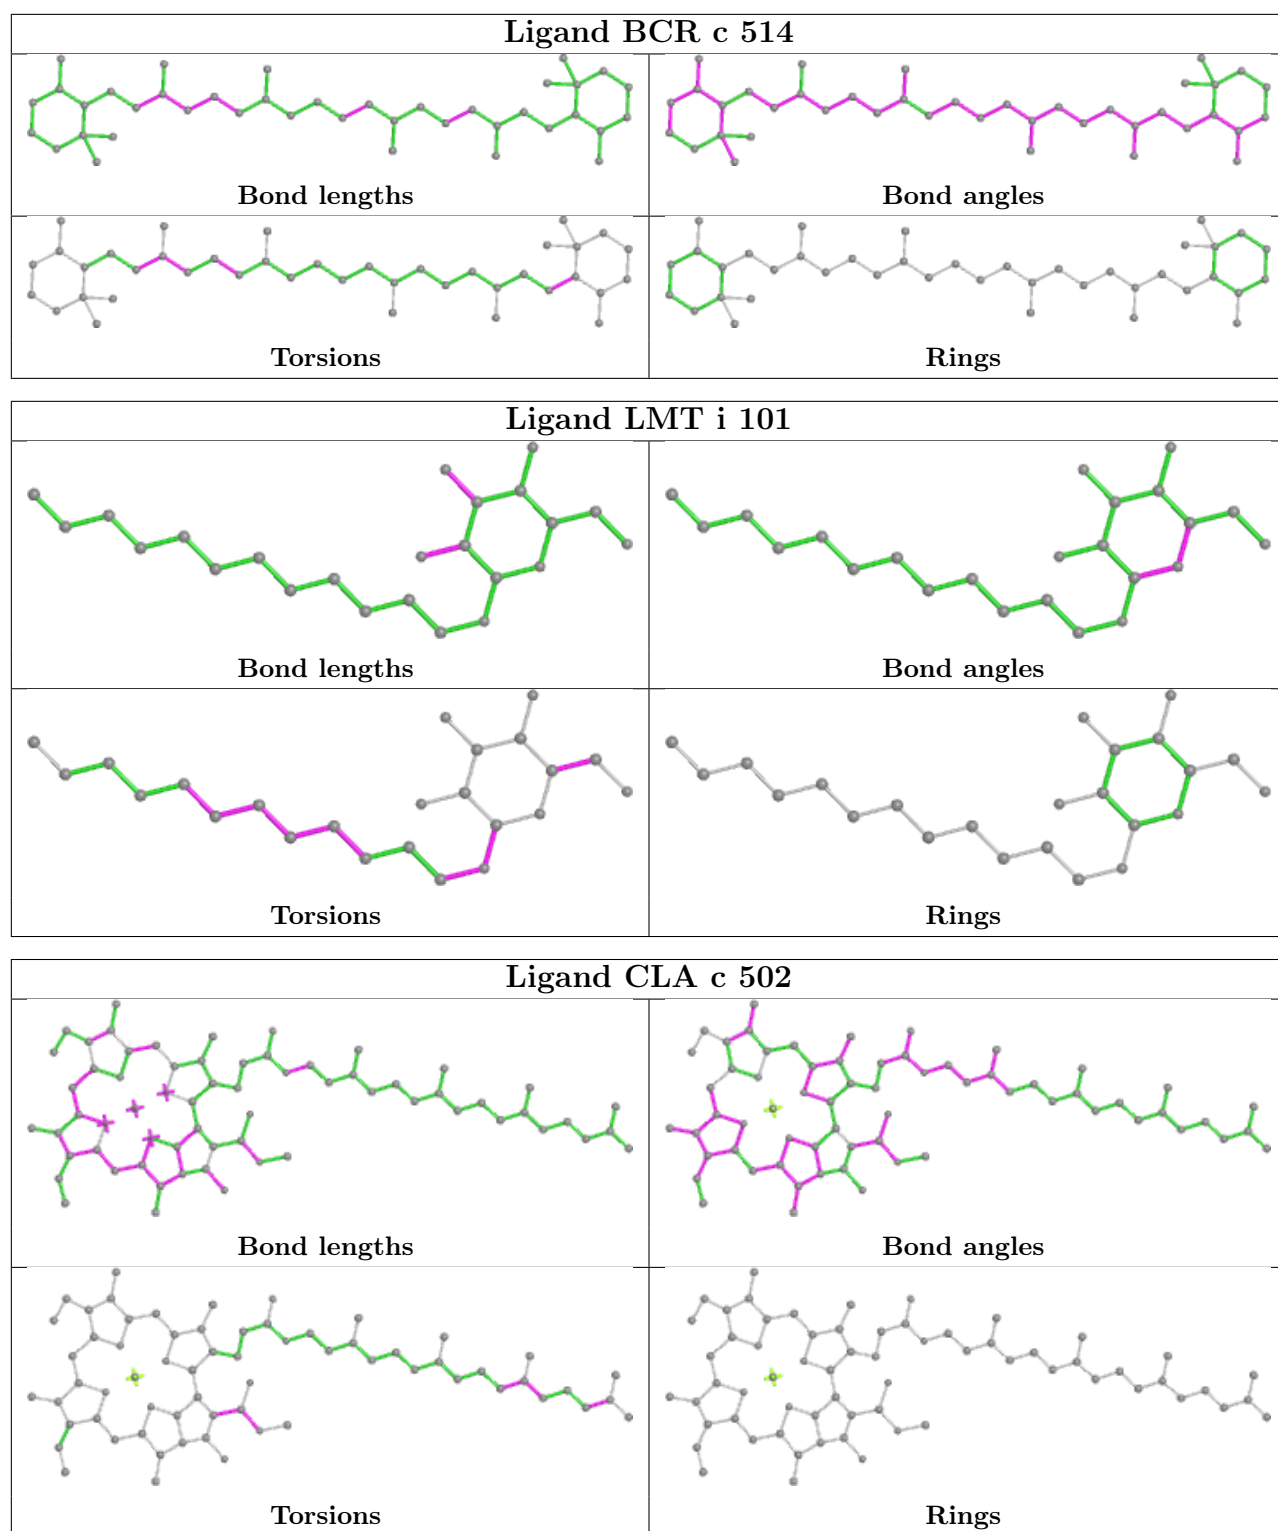 Ligand BCR c 514
Bond lengths
Bond angles
Torsions
Rings
Ligand LMT i 101
Bond lengths
Bond angles
Torsions
Rings
Ligand CLA c 502
Bond lengths
Bond angles
Torsions
Rings